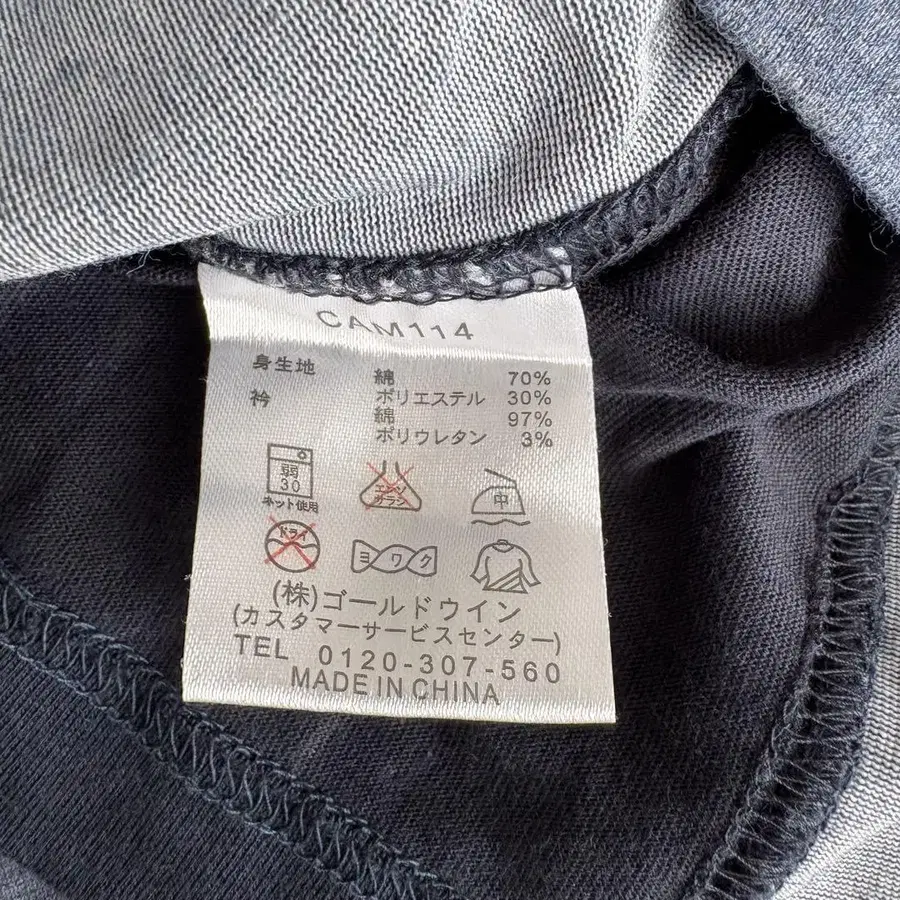 CAM114
身生地 綿 70%
ポリエステル 30%
衿 綿 97%
ポリウレタン 3%
弱
30
ネット使用
エンソ
サラシ
中
ドライ
ヨワク
(株)ゴールドウイン
(カスタマーサービスセンター)
TEL 0120-307-560
MADE IN CHINA